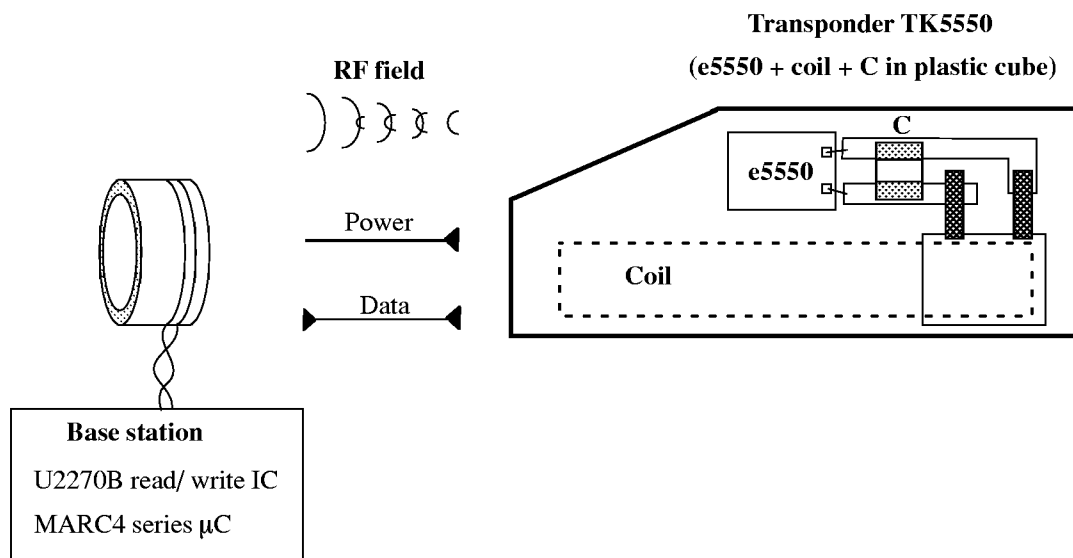 Transponder TK5550
(e5550 + coil + C in plastic cube)
RF field
C
e5550
Power
Coil
Data
Base station
U2270B read/ write IC
MARC4 series µC